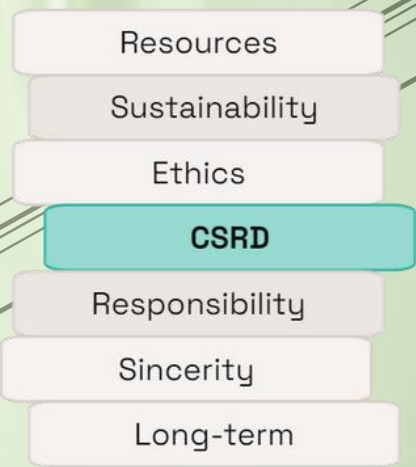 Resources
Sustainability
Ethics
CSRD
Responsibility
Sincerity
Long-term